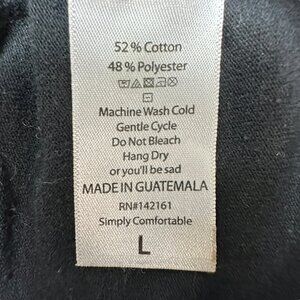 52 % Cotton
48 % Polyester
Machine Wash Cold
Gentle Cycle
Do Not Bleach
Hang Dry
or you'll be sad
MADE IN GUATEMALA
RN#142161
Simply Comfortable
L